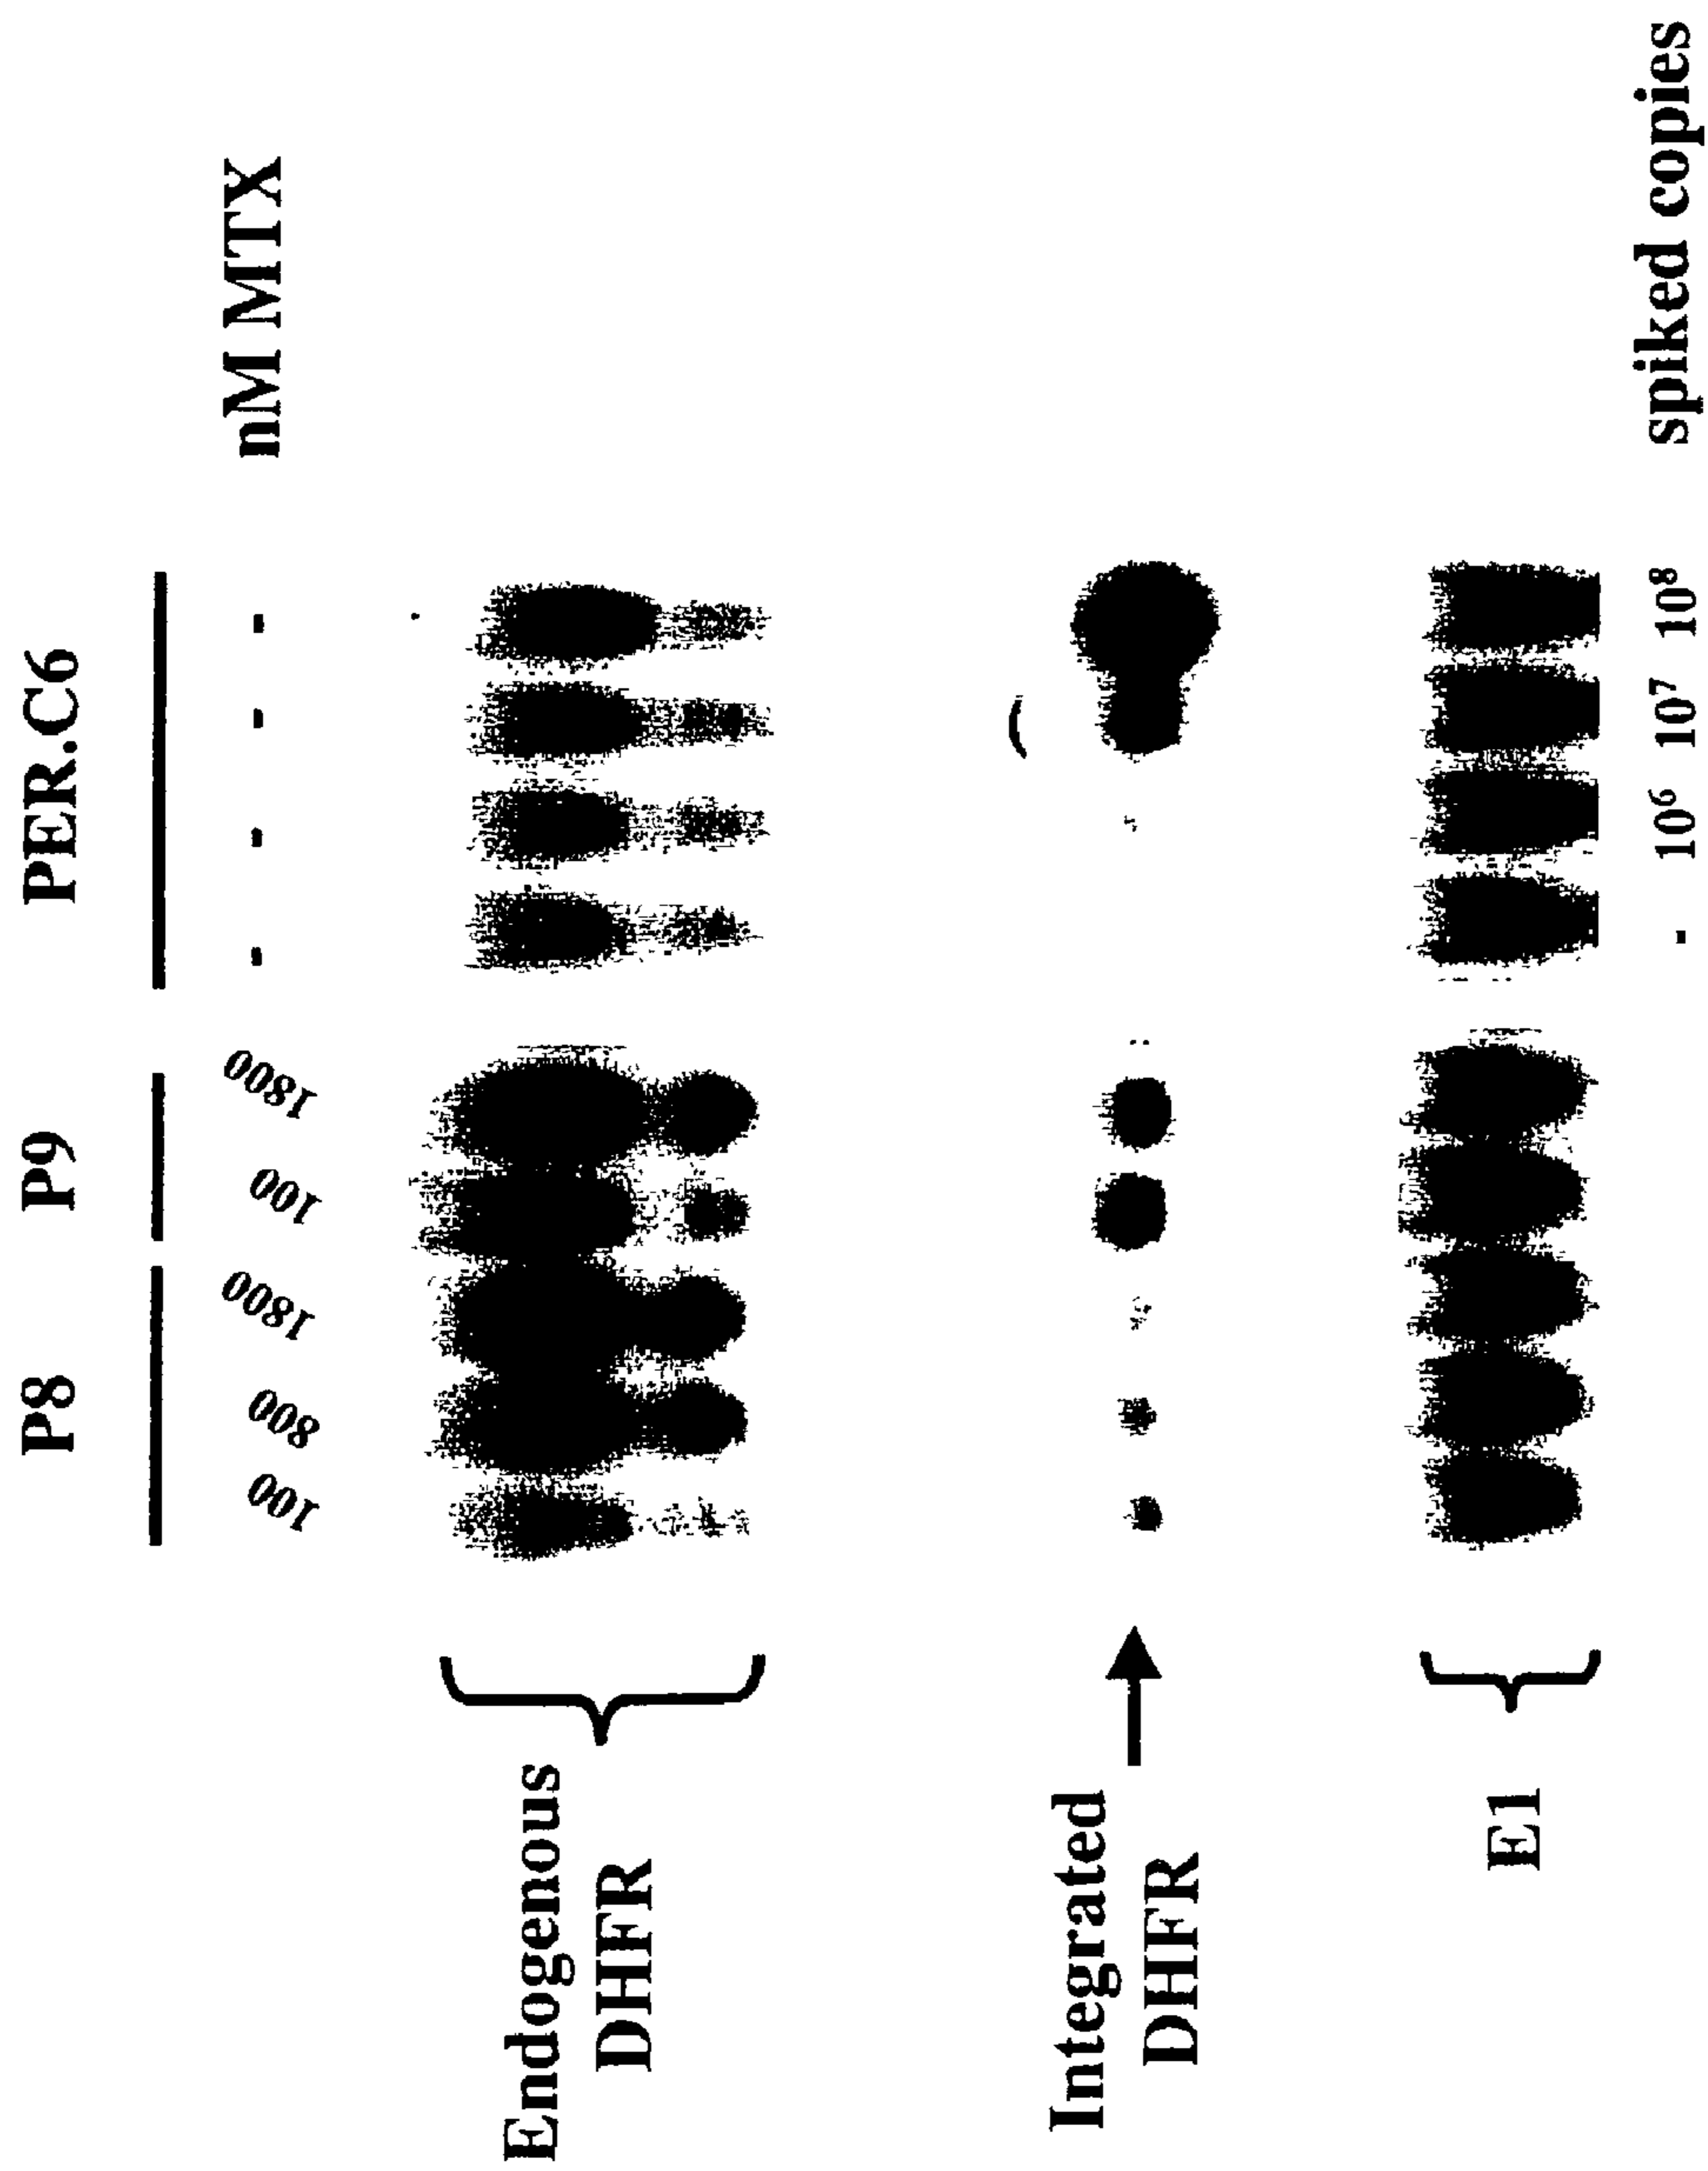 P8 P9 PER.C6
100 800 1800 100 1800 - - - - nM MTX
Endogenous
DHFR
Integrated
DHFR
E1
- 10⁶ 10⁷ 10⁸ spiked copies